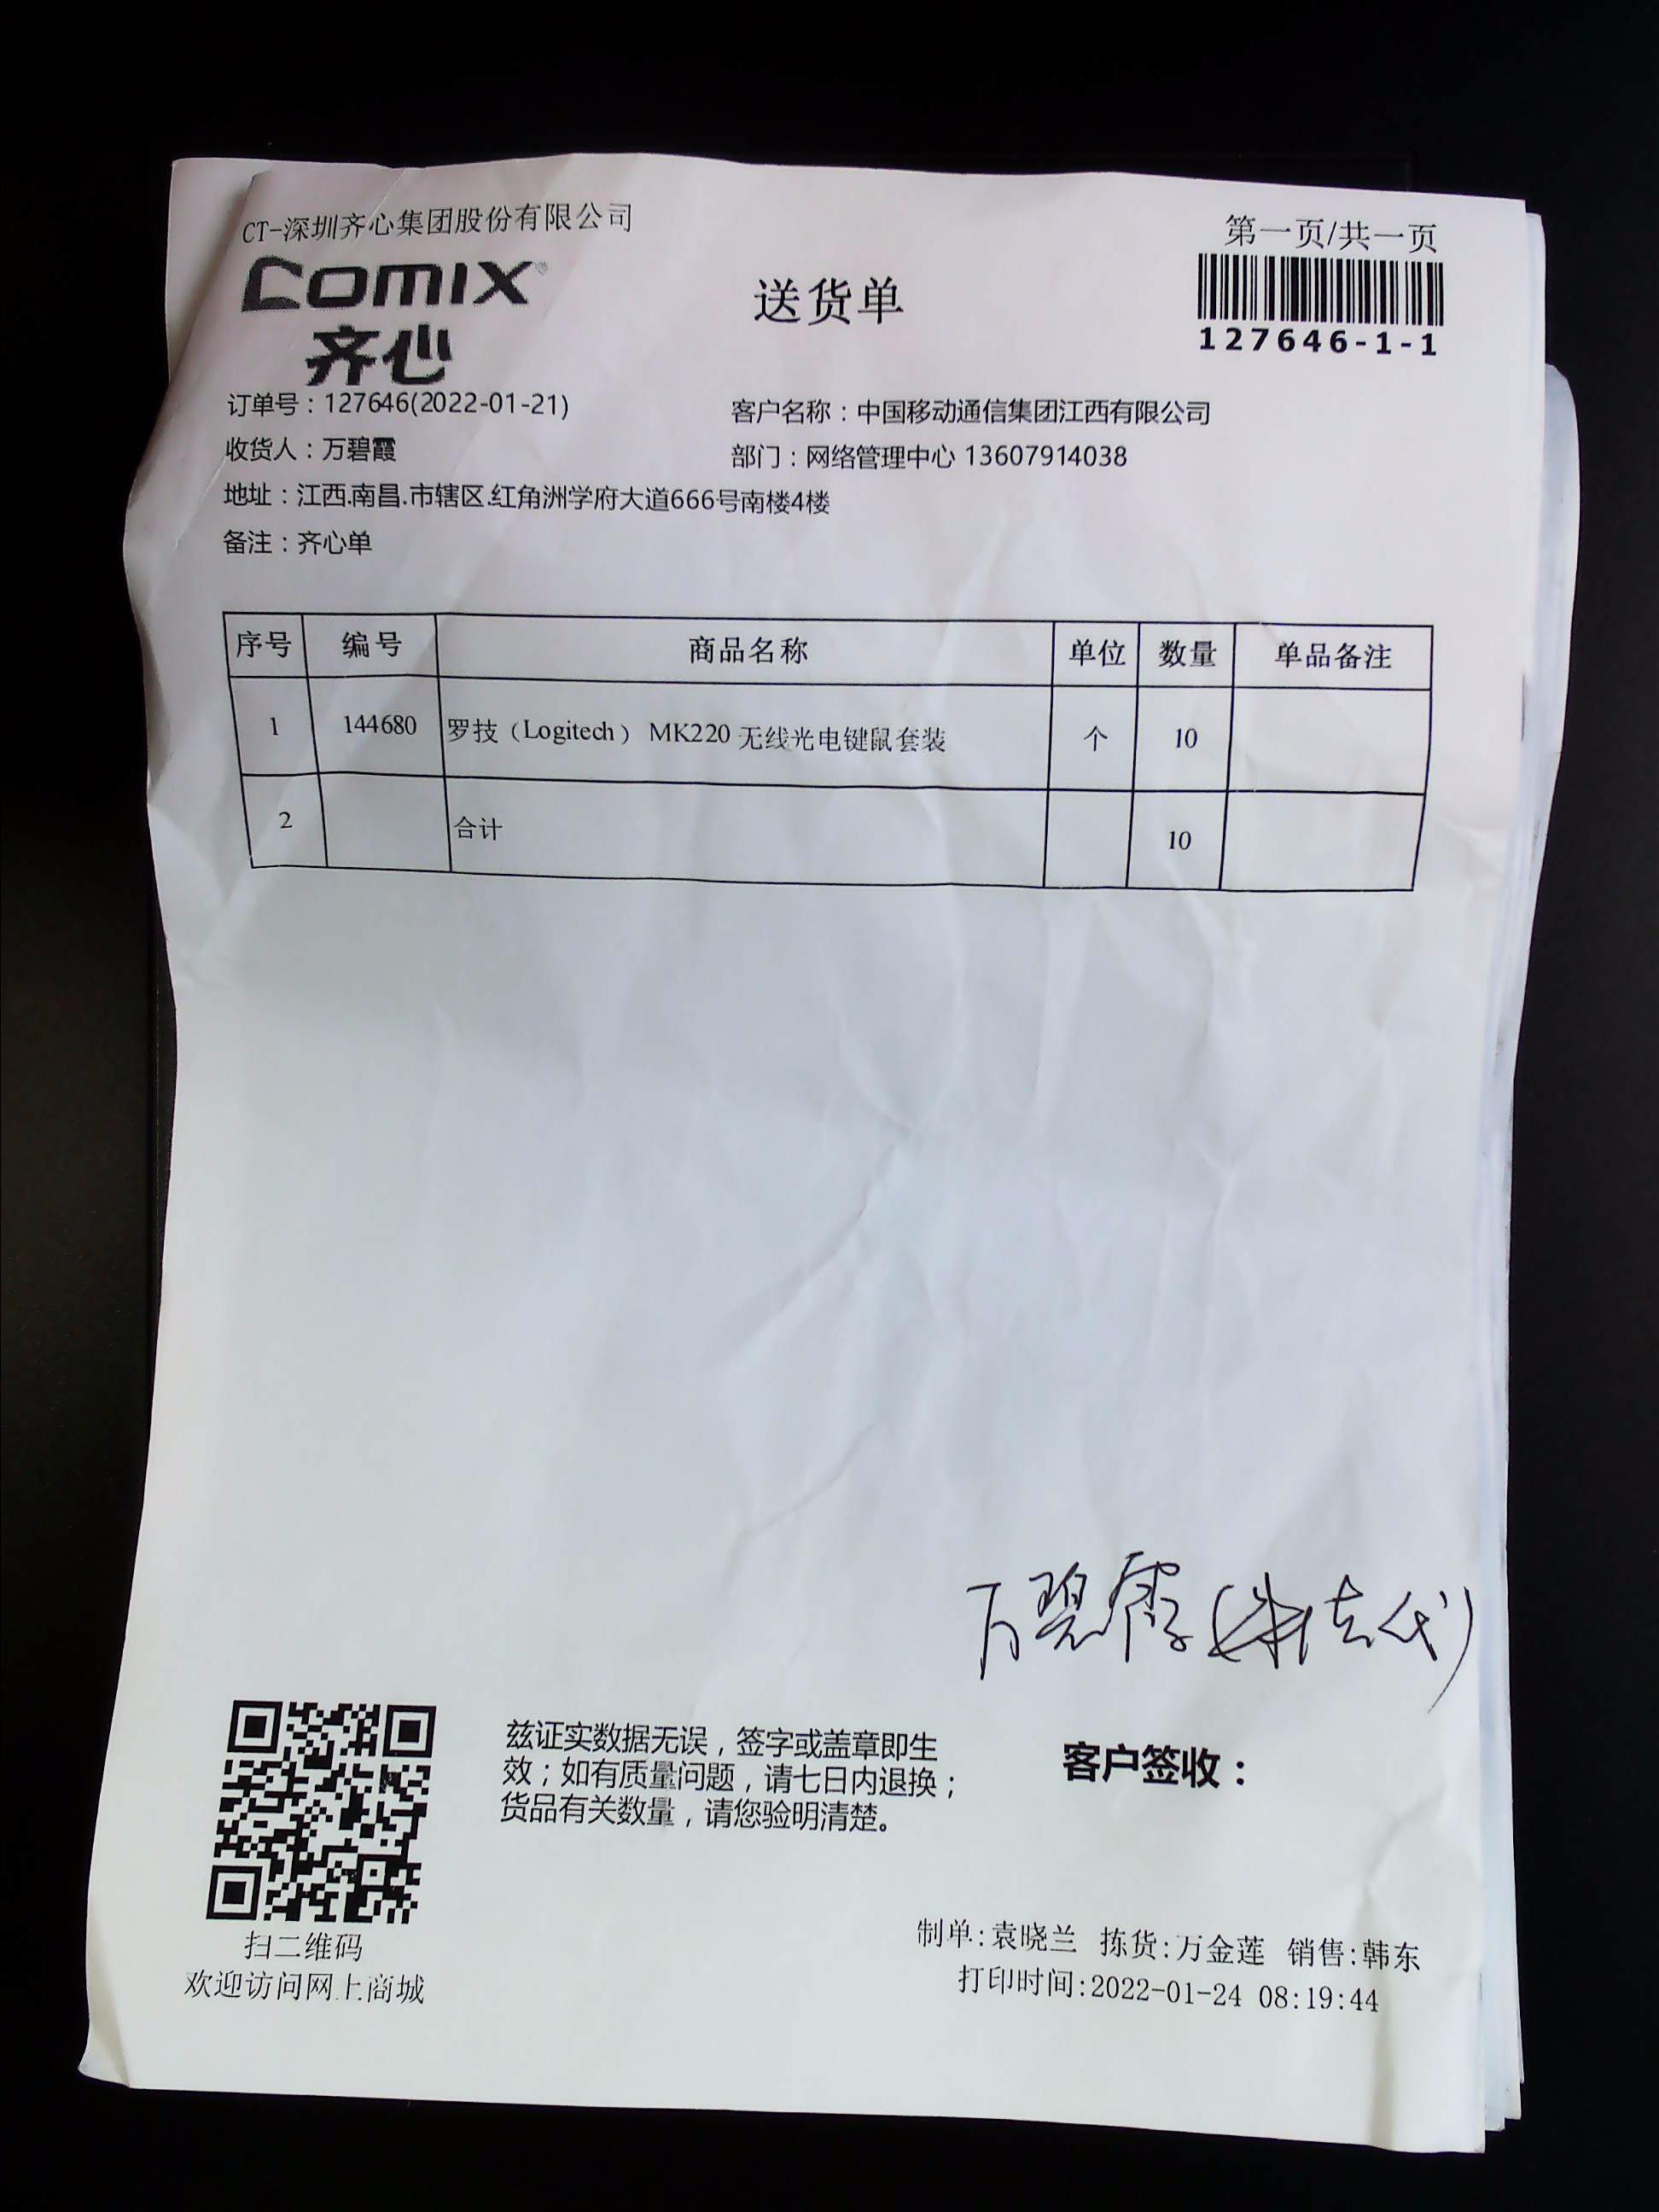 CT-深圳齐心集团股份有限公司
第一页/共一页
COMIX
齐心
送货单
127646-1-1
订单号：127646(2022-01-21)
客户名称：中国移动通信集团江西有限公司
收货人：万碧霞
部门：网络管理中心 13607914038
地址：江西.南昌.市辖区.红角洲学府大道666号南楼4楼
备注：齐心单
序号 编号 商品名称 单位 数量 单品备注
1 144680 罗技（Logitech） MK220 无线光电键鼠套装 个 10
2 合计 10
万碧霞(代)
兹证实数据无误，签字或盖章即生
效；如有质量问题，请七日内退换；
货品有关数量，请您验明清楚。
客户签收：
扫二维码
欢迎访问网上商城
制单:袁晓兰 拣货:万金莲 销售:韩东
打印时间:2022-01-24 08:19:44